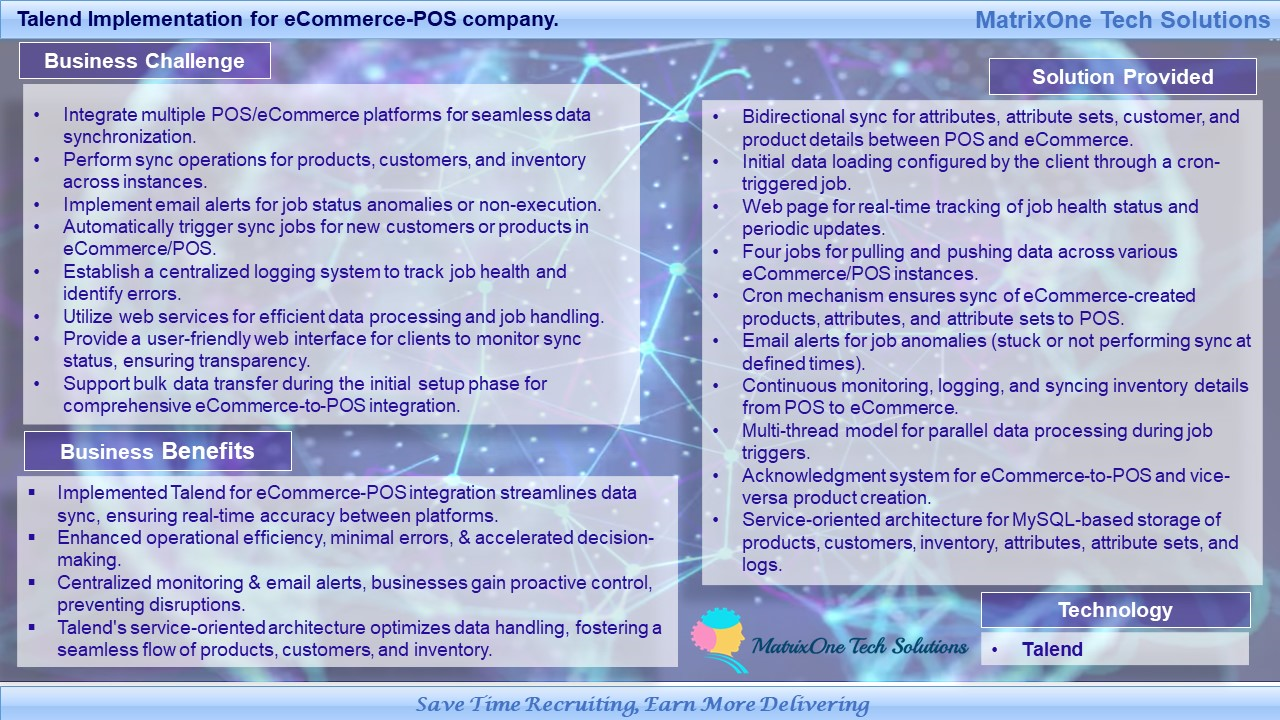 Talend Implementation for eCommerce-POS company.
MatrixOne Tech Solutions
Business Challenge
• Integrate multiple POS/eCommerce platforms for seamless data
synchronization.
• Perform sync operations for products, customers, and inventory
across instances.
• Implement email alerts for job status anomalies or non-execution.
• Automatically trigger sync jobs for new customers or products in
eCommerce/POS.
• Establish a centralized logging system to track job health and
identify errors.
• Utilize web services for efficient data processing and job handling.
• Provide a user-friendly web interface for clients to monitor sync
status, ensuring transparency.
• Support bulk data transfer during the initial setup phase for
comprehensive eCommerce-to-POS integration.
Business Benefits
▪ Implemented Talend for eCommerce-POS integration streamlines data
sync, ensuring real-time accuracy between platforms.
▪ Enhanced operational efficiency, minimal errors, & accelerated decision-
making.
▪ Centralized monitoring & email alerts, businesses gain proactive control,
preventing disruptions.
▪ Talend's service-oriented architecture optimizes data handling, fostering a
seamless flow of products, customers, and inventory.
Solution Provided
• Bidirectional sync for attributes, attribute sets, customer, and
product details between POS and eCommerce.
• Initial data loading configured by the client through a cron-
triggered job.
• Web page for real-time tracking of job health status and
periodic updates.
• Four jobs for pulling and pushing data across various
eCommerce/POS instances.
• Cron mechanism ensures sync of eCommerce-created
products, attributes, and attribute sets to POS.
• Email alerts for job anomalies (stuck or not performing sync at
defined times).
• Continuous monitoring, logging, and syncing inventory details
from POS to eCommerce.
• Multi-thread model for parallel data processing during job
triggers.
• Acknowledgment system for eCommerce-to-POS and vice-
versa product creation.
• Service-oriented architecture for MySQL-based storage of
products, customers, inventory, attributes, attribute sets, and
logs.
Technology
• Talend
MatrixOne Tech Solutions
Save Time Recruiting, Earn More Delivering